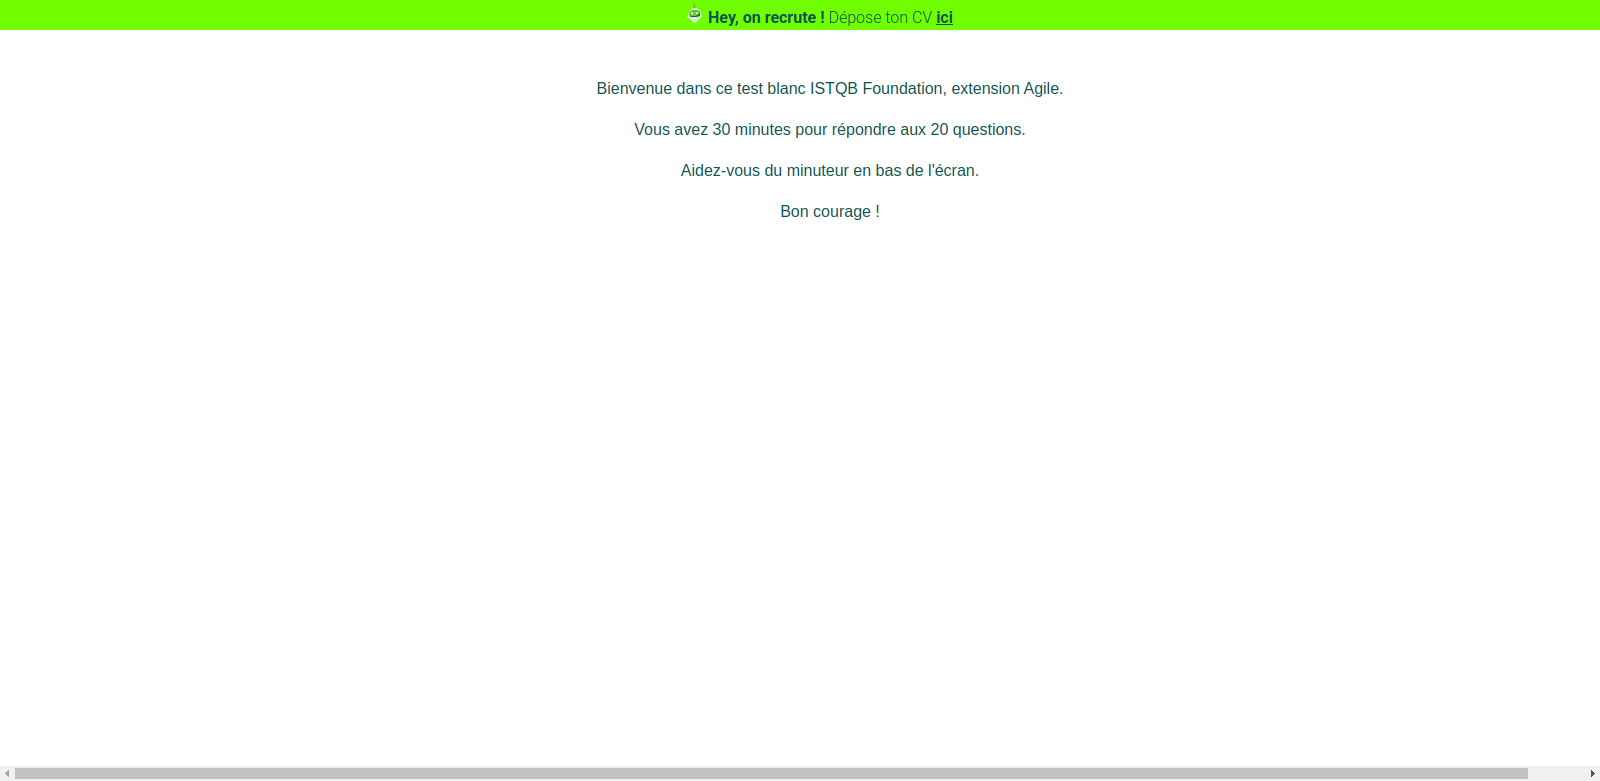 Hey, on recrute ! Dépose ton CV ici
Bienvenue dans ce test blanc ISTQB Foundation, extension Agile.
Vous avez 30 minutes pour répondre aux 20 questions.
Aidez-vous du minuteur en bas de l'écran.
Bon courage !